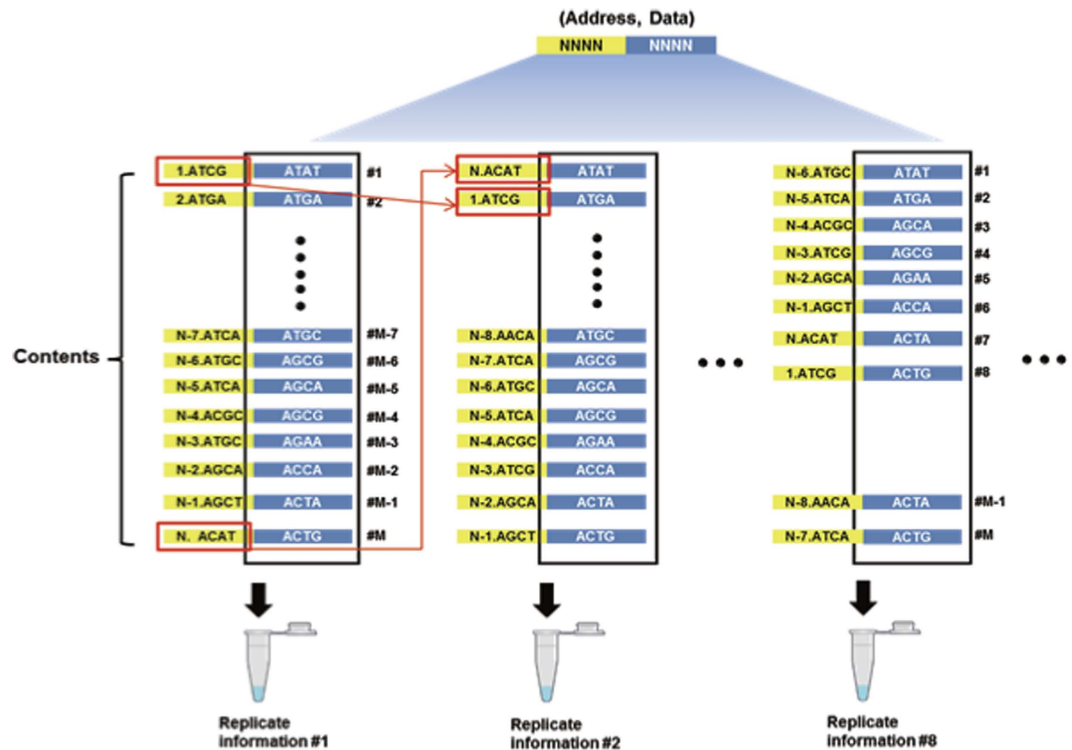 (Address, Data)
NNNN NNNN
Contents
1.ATCG ATAT #1
2.ATGA ATGA #2
N-7.ATCA ATGC #M-7
N-6.ATGC AGCG #M-6
N-5.ATCA AGCA #M-5
N-4.ACGC AGCG #M-4
N-3.ATGC AGAA #M-3
N-2.AGCA ACCA #M-2
N-1.AGCT ACTA #M-1
N. ACAT ACTG #M
Replicate
information #1
N.ACAT ATAT
1.ATCG ATGA
N-8.AACA ATGC
N-7.ATCA AGCG
N-6.ATGC AGCA
N-5.ATCA AGCG
N-4.ACGC AGAA
N-3.ATCG ACCA
N-2.AGCA ACTA
N-1.AGCT ACTG
Replicate
information #2
N-6.ATGC ATAT #1
N-5.ATCA ATGA #2
N-4.ACGC AGCA #3
N-3.ATCG AGCG #4
N-2.AGCA AGAA #5
N-1.AGCT ACCA #6
N.ACAT ACTA #7
1.ATCG ACTG #8
N-8.AACA ACTA #M-1
N-7.ATCA ACTG #M
Replicate
information #8